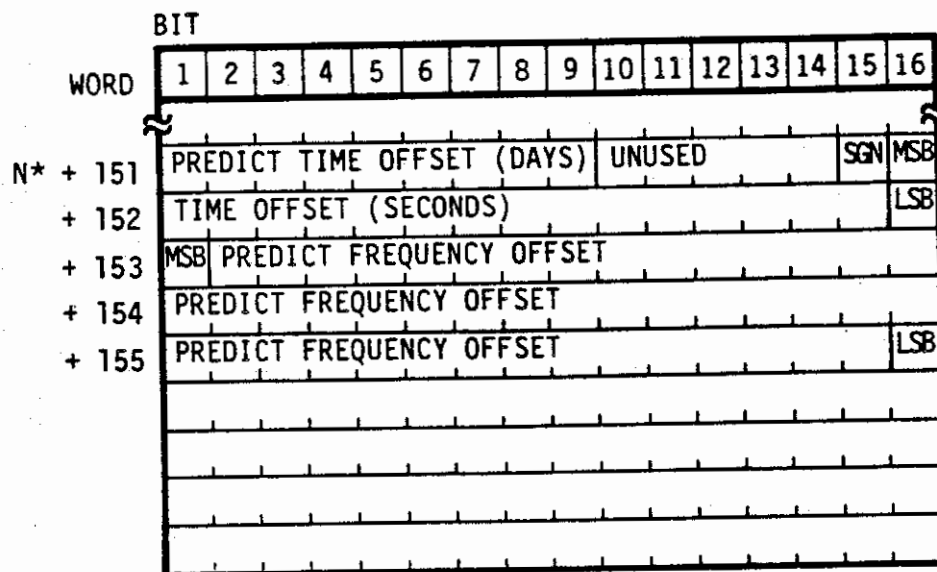 BIT
WORD 1 2 3 4 5 6 7 8 9 10 11 12 13 14 15 16
N* + 151 PREDICT TIME OFFSET (DAYS) UNUSED SGN MSB
+ 152 TIME OFFSET (SECONDS) LSB
+ 153 MSB PREDICT FREQUENCY OFFSET
+ 154 PREDICT FREQUENCY OFFSET
+ 155 PREDICT FREQUENCY OFFSET LSB